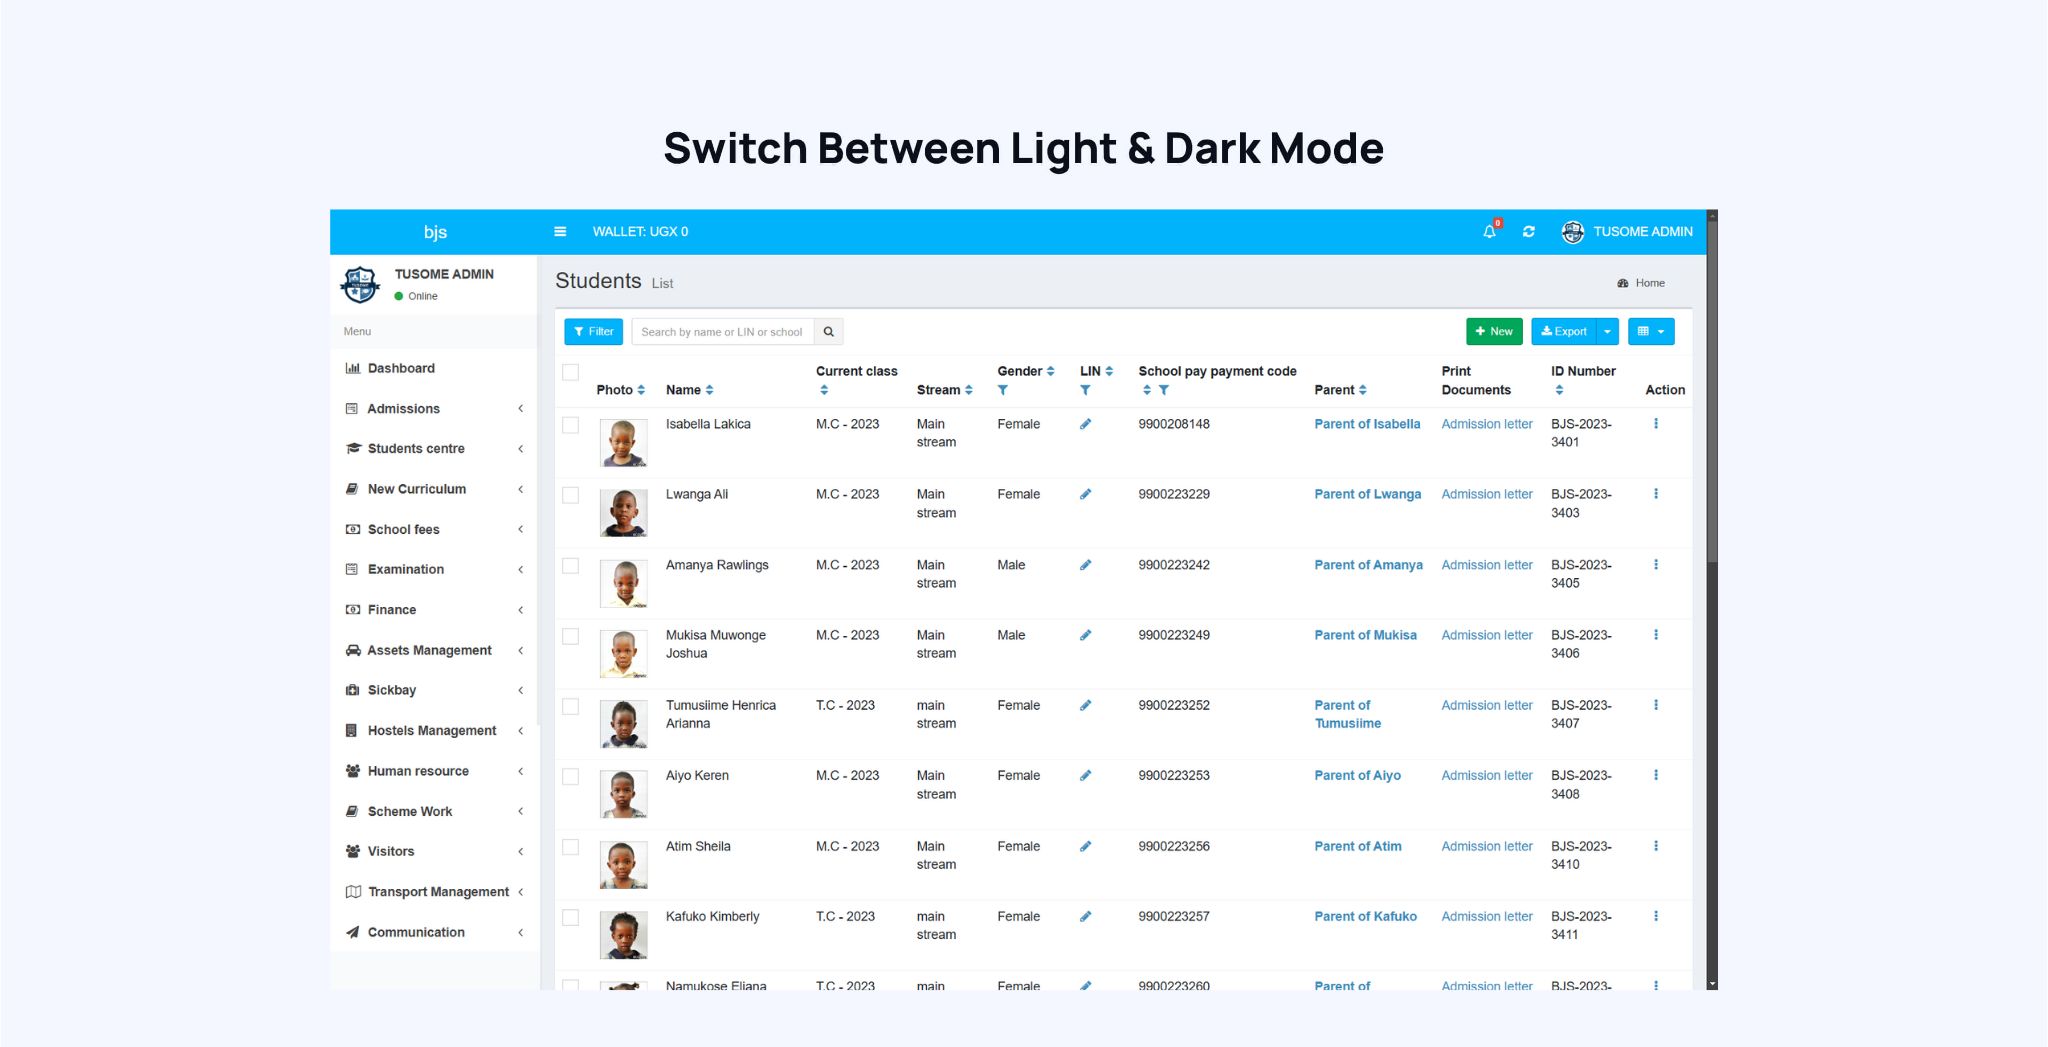 Switch Between Light & Dark Mode
bjs
WALLET: UGX 0
0
TUSOME ADMIN
TUSOME ADMIN
Online
Menu
Dashboard
Admissions
Students centre
New Curriculum
School fees
Examination
Finance
Assets Management
Sickbay
Hostels Management
Human resource
Scheme Work
Visitors
Transport Management
Communication
Students List
Home
Filter
Search by name or LIN or school
New
Export
Photo Name Current class Stream Gender LIN School pay payment code Parent Print Documents ID Number Action
Isabella Lakica M.C - 2023 Main stream Female 9900208148 Parent of Isabella Admission letter BJS-2023-3401
Lwanga Ali M.C - 2023 Main stream Female 9900223229 Parent of Lwanga Admission letter BJS-2023-3403
Amanya Rawlings M.C - 2023 Main stream Male 9900223242 Parent of Amanya Admission letter BJS-2023-3405
Mukisa Muwonge Joshua M.C - 2023 Main stream Male 9900223249 Parent of Mukisa Admission letter BJS-2023-3406
Tumusiime Henrica Arianna T.C - 2023 main stream Female 9900223252 Parent of Tumusiime Admission letter BJS-2023-3407
Aiyo Keren M.C - 2023 Main stream Female 9900223253 Parent of Aiyo Admission letter BJS-2023-3408
Atim Sheila M.C - 2023 Main stream Female 9900223256 Parent of Atim Admission letter BJS-2023-3410
Kafuko Kimberly T.C - 2023 main stream Female 9900223257 Parent of Kafuko Admission letter BJS-2023-3411
Namukose Eliana T.C - 2023 main Female 9900223260 Parent of Admission letter BJS-2023-